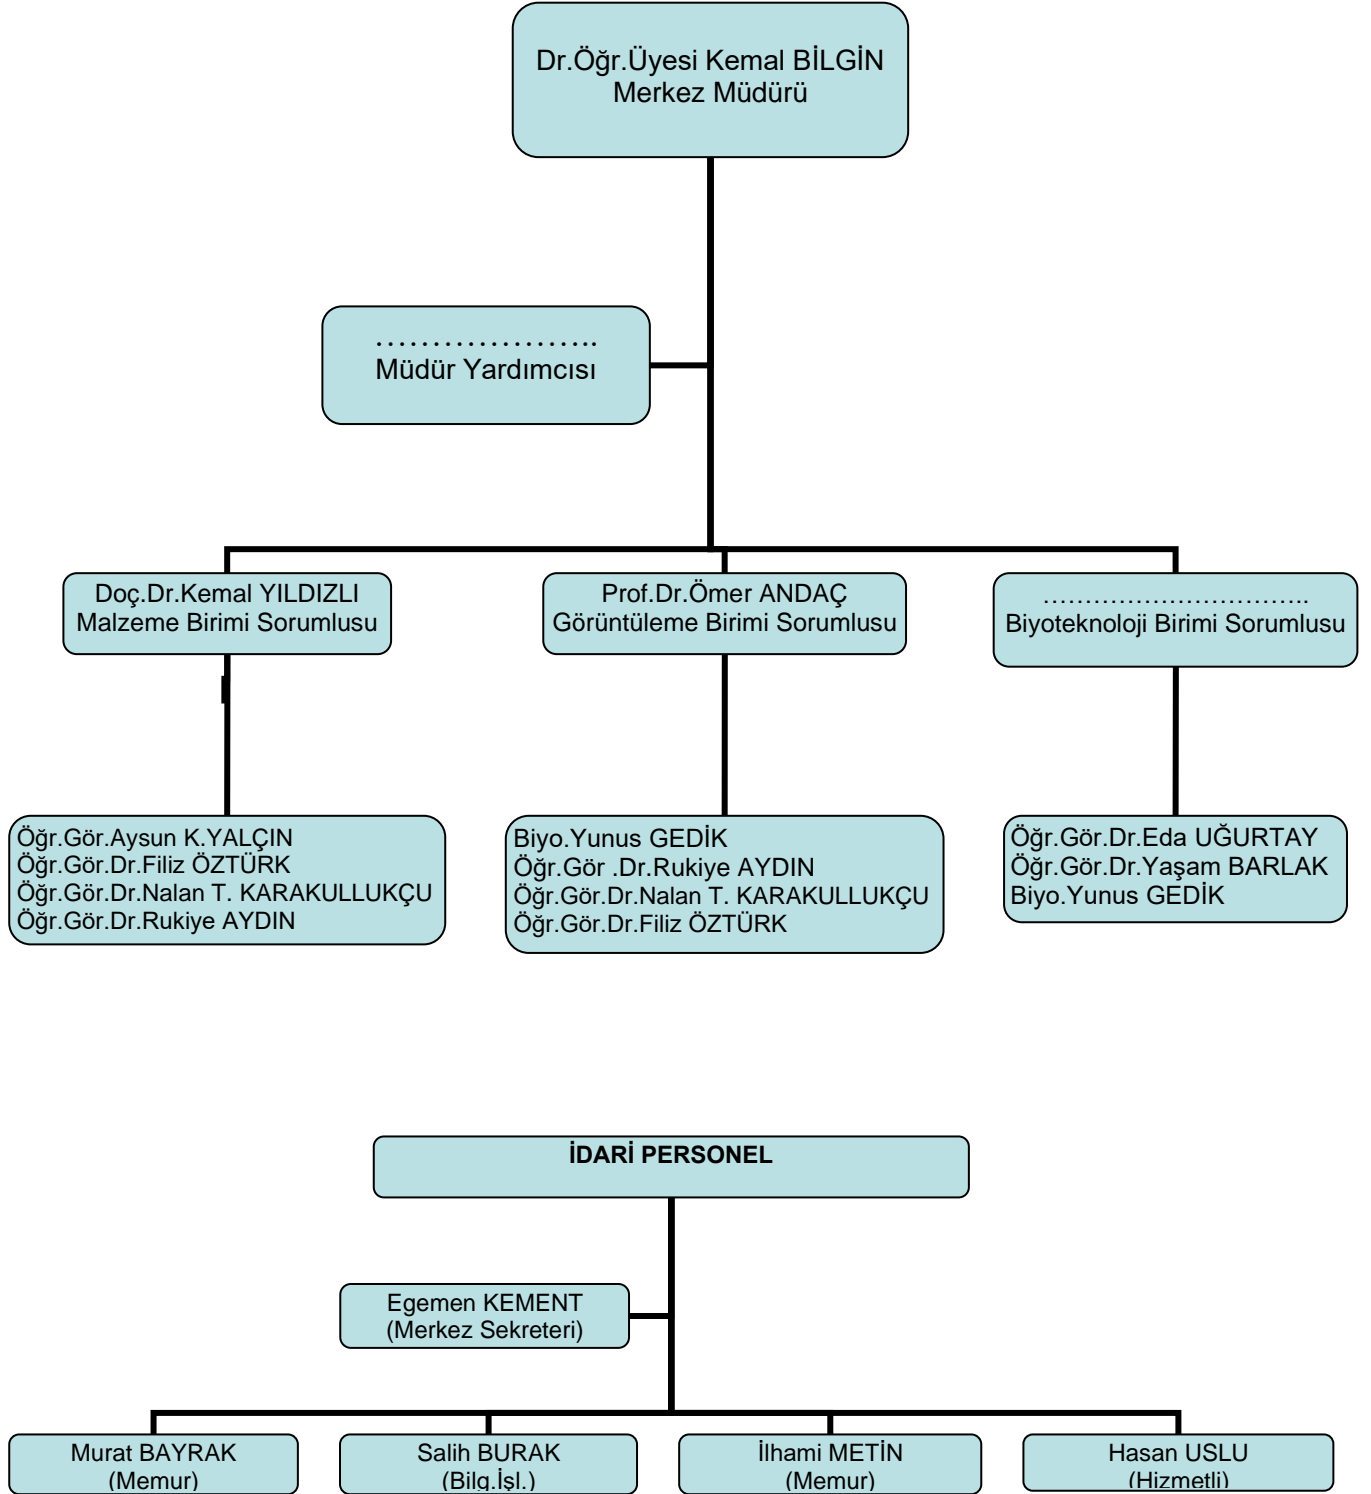 Dr.Öğr.Üyesi Kemal BİLGİN
Merkez Müdürü
………………..
Müdür Yardımcısı
Doç.Dr.Kemal YILDIZLI
Malzeme Birimi Sorumlusu
Prof.Dr.Ömer ANDAÇ
Görüntüleme Birimi Sorumlusu
…………………………..
Biyoteknoloji Birimi Sorumlusu
Öğr.Gör.Aysun K.YALÇIN
Öğr.Gör.Dr.Filiz ÖZTÜRK
Öğr.Gör.Dr.Nalan T. KARAKULLUKÇU
Öğr.Gör.Dr.Rukiye AYDIN
Biyo.Yunus GEDİK
Öğr.Gör .Dr.Rukiye AYDIN
Öğr.Gör.Dr.Nalan T. KARAKULLUKÇU
Öğr.Gör.Dr.Filiz ÖZTÜRK
Öğr.Gör.Dr.Eda UĞURTAY
Öğr.Gör.Dr.Yaşam BARLAK
Biyo.Yunus GEDİK
İDARİ PERSONEL
Egemen KEMENT
(Merkez Sekreteri)
Murat BAYRAK
(Memur)
Salih BURAK
(Bilg.İşl.)
İlhami METİN
(Memur)
Hasan USLU
(Hizmetli)